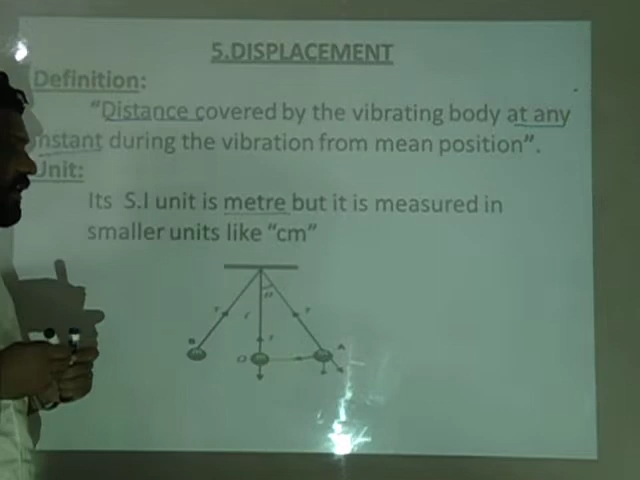 5.DISPLACEMENT
Definition:
"Distance covered by the vibrating body at any
nstant during the vibration from mean position".
Unit:
Its S.I unit is metre but it is measured in
smaller units like "cm"
T T
B O A